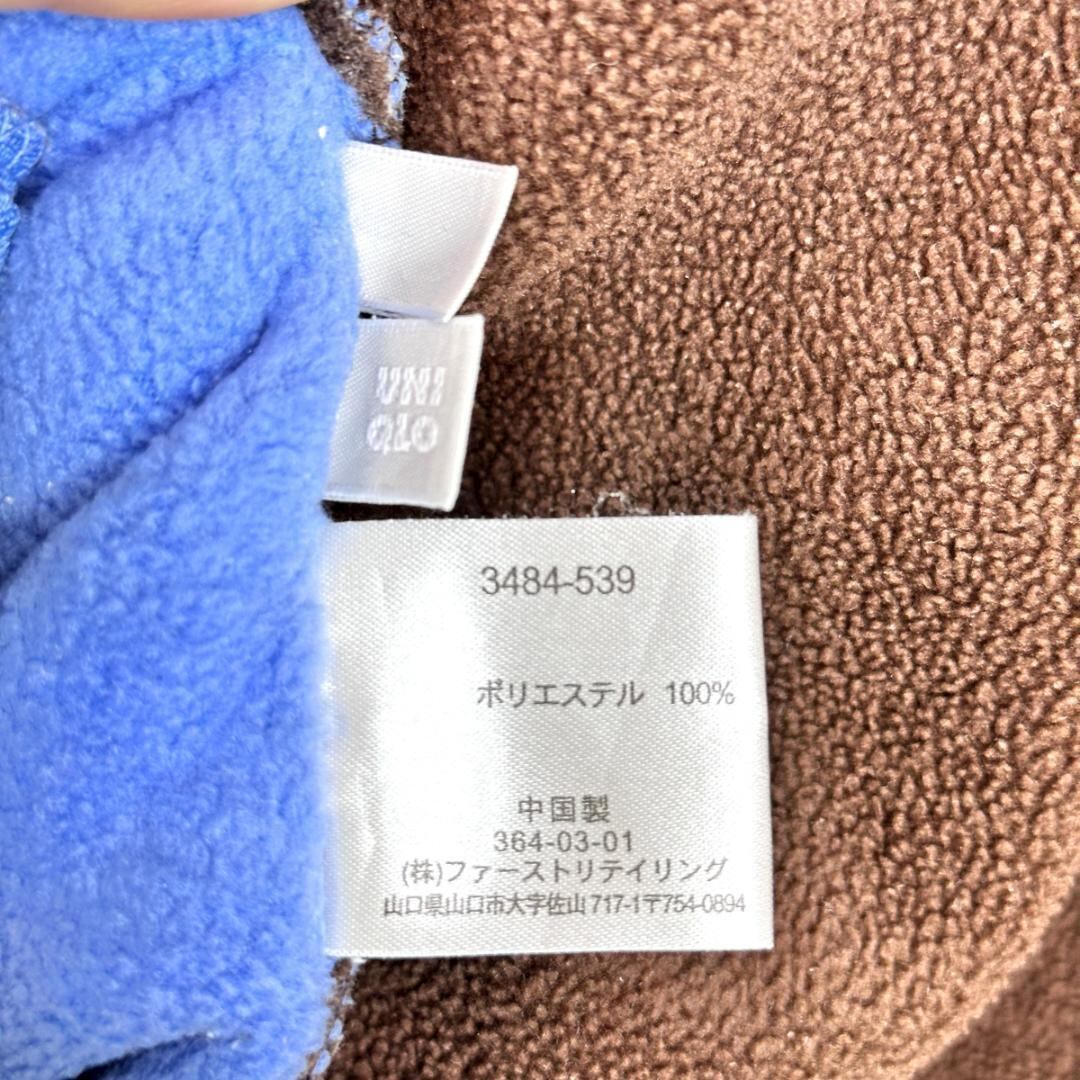 UNI
QLO
3484-539
ポリエステル 100%
中国製
364-03-01
(株)ファーストリテイリング
山口県山口市大字佐山717-1〒754-0894